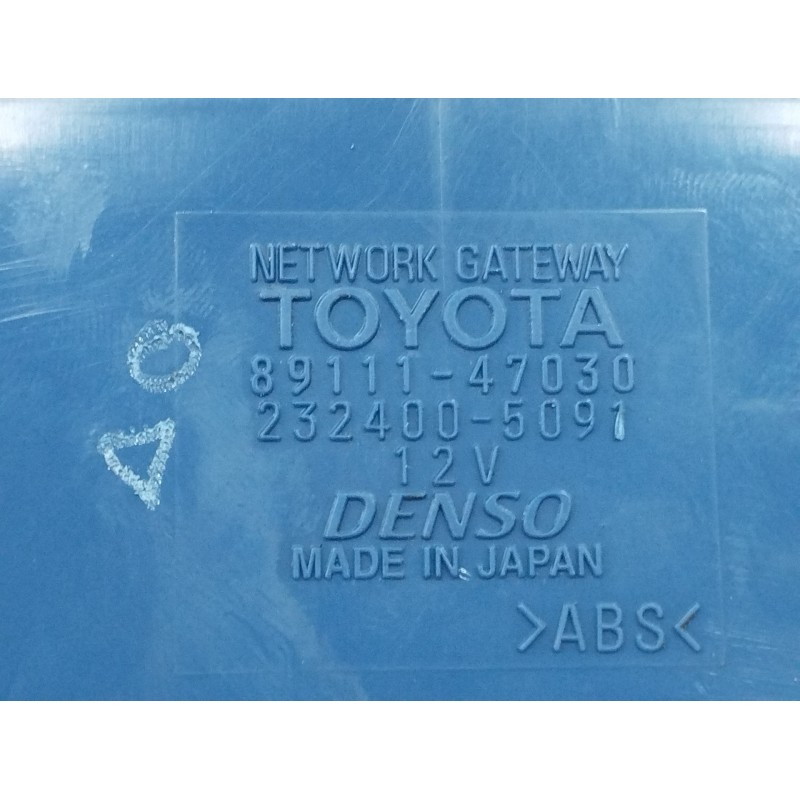 NETWORK GATEWAY
TOYOTA
89111-47030
232400-5091
12V
DENSO
MADE IN JAPAN
>ABS<